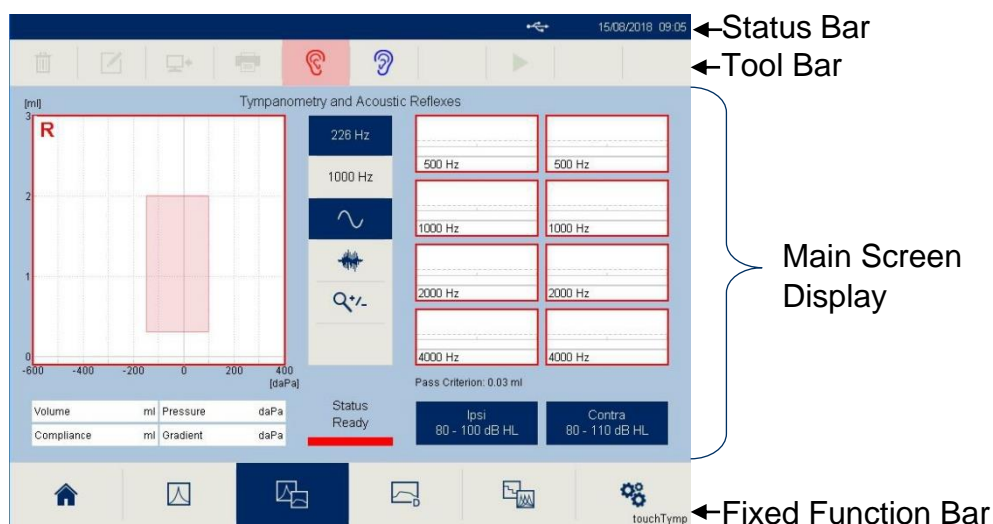 15/08/2018 09:05
Status Bar
Tool Bar
Tympanometry and Acoustic Reflexes
[ml]
3
R
2
1
0
-600 -400 -200 0 200 400
[daPa]
226 Hz
1000 Hz
+/-
500 Hz 500 Hz
1000 Hz 1000 Hz
2000 Hz 2000 Hz
4000 Hz 4000 Hz
Pass Criterion: 0.03 ml
Main Screen
Display
Volume ml Pressure daPa
Compliance ml Gradient daPa
Status
Ready
Ipsi
80 - 100 dB HL
Contra
80 - 110 dB HL
D
touchTymp
Fixed Function Bar